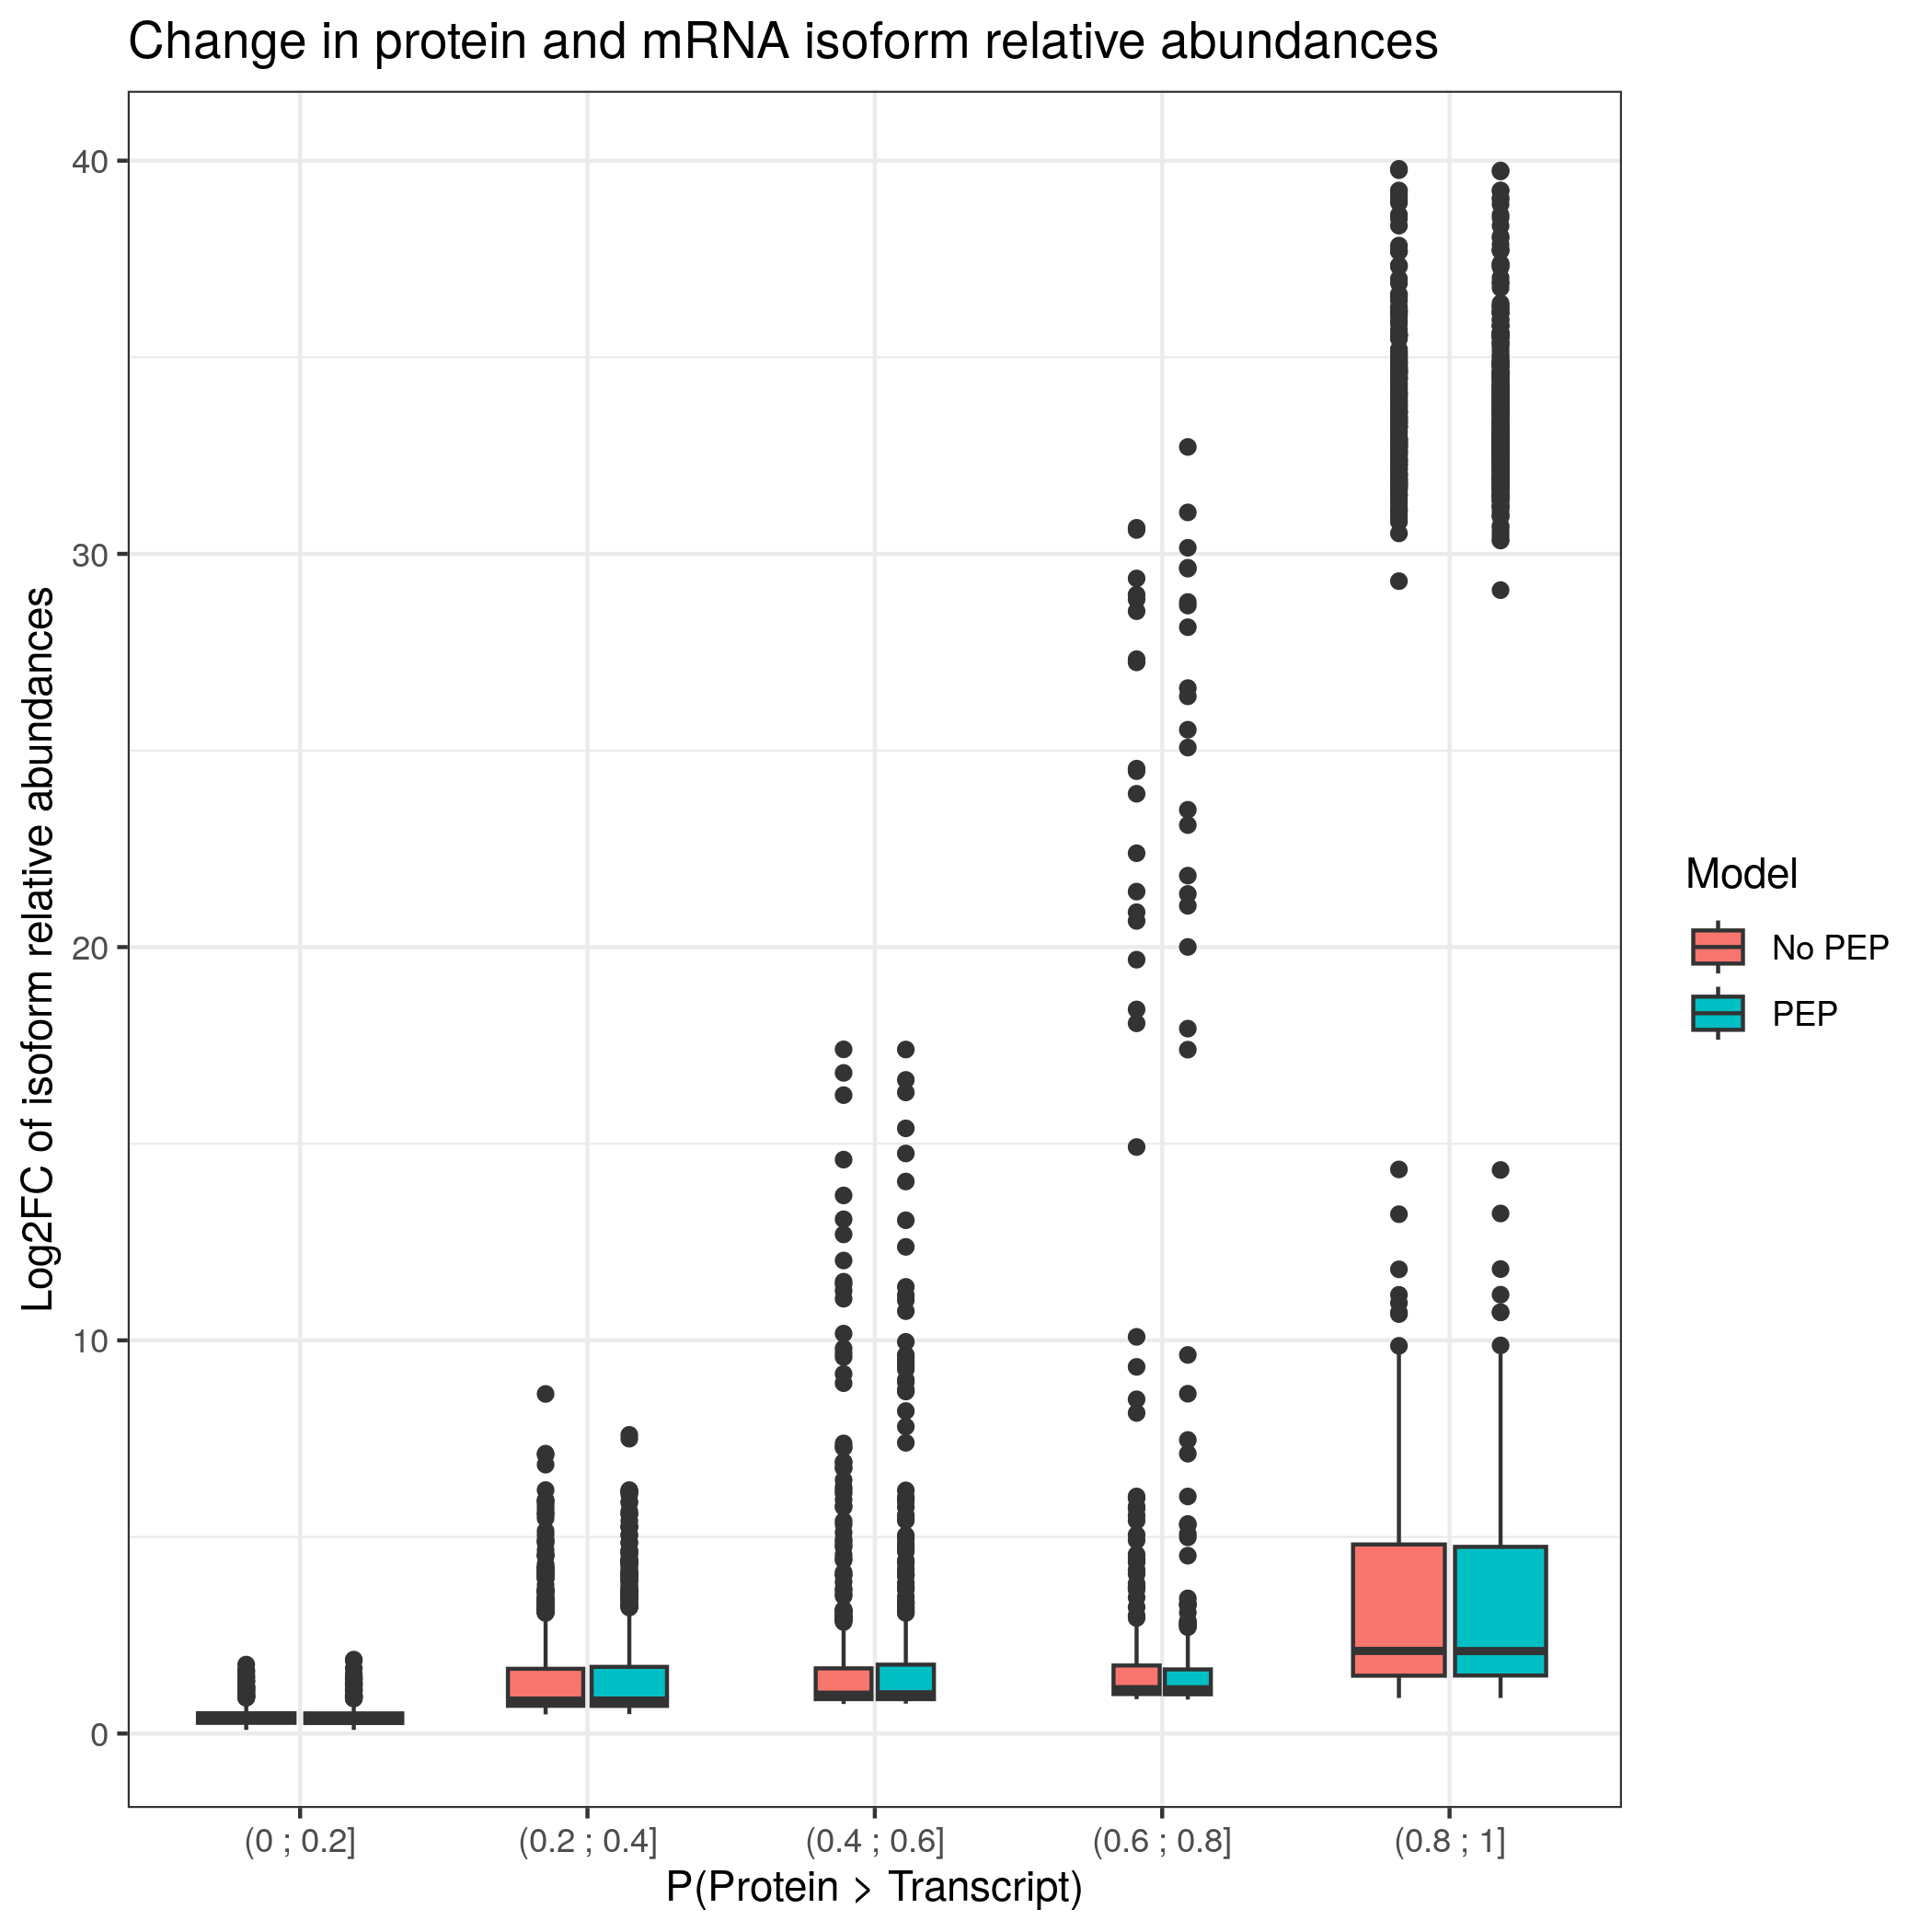 Change in protein and mRNA isoform relative abundances
Log2FC of isoform relative abundances
40
30
20
10
0
(0 ; 0.2]
(0.2 ; 0.4]
(0.4 ; 0.6]
(0.6 ; 0.8]
(0.8 ; 1]
P(Protein > Transcript)
Model
No PEP
PEP